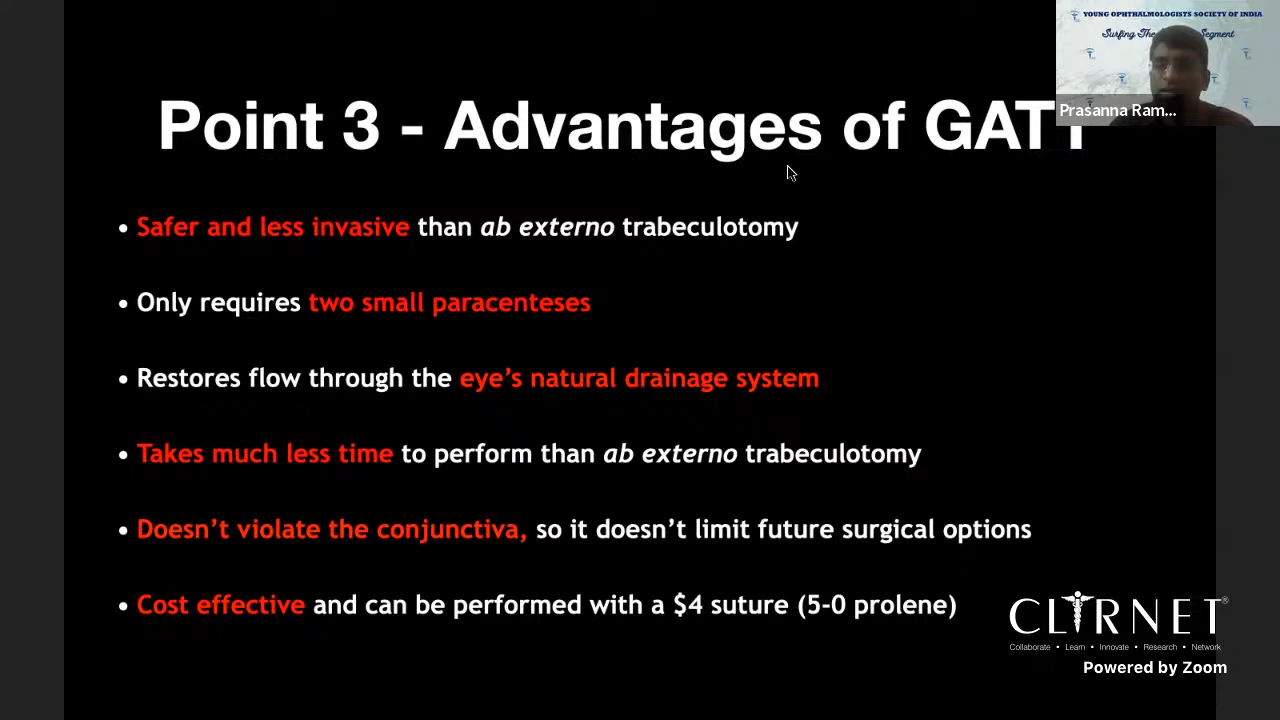 YOUNG OPHTHALMOLOGISTS SOCIETY OF INDIA
Surfing The Segment
Prasanna Ram...
Point 3 - Advantages of GATT
• Safer and less invasive than ab externo trabeculotomy
• Only requires two small paracenteses
• Restores flow through the eye's natural drainage system
• Takes much less time to perform than ab externo trabeculotomy
• Doesn't violate the conjunctiva, so it doesn't limit future surgical options
• Cost effective and can be performed with a $4 suture (5-0 prolene)
CLIRNET®
Collaborate • Learn • Innovate • Research • Network
Powered by Zoom